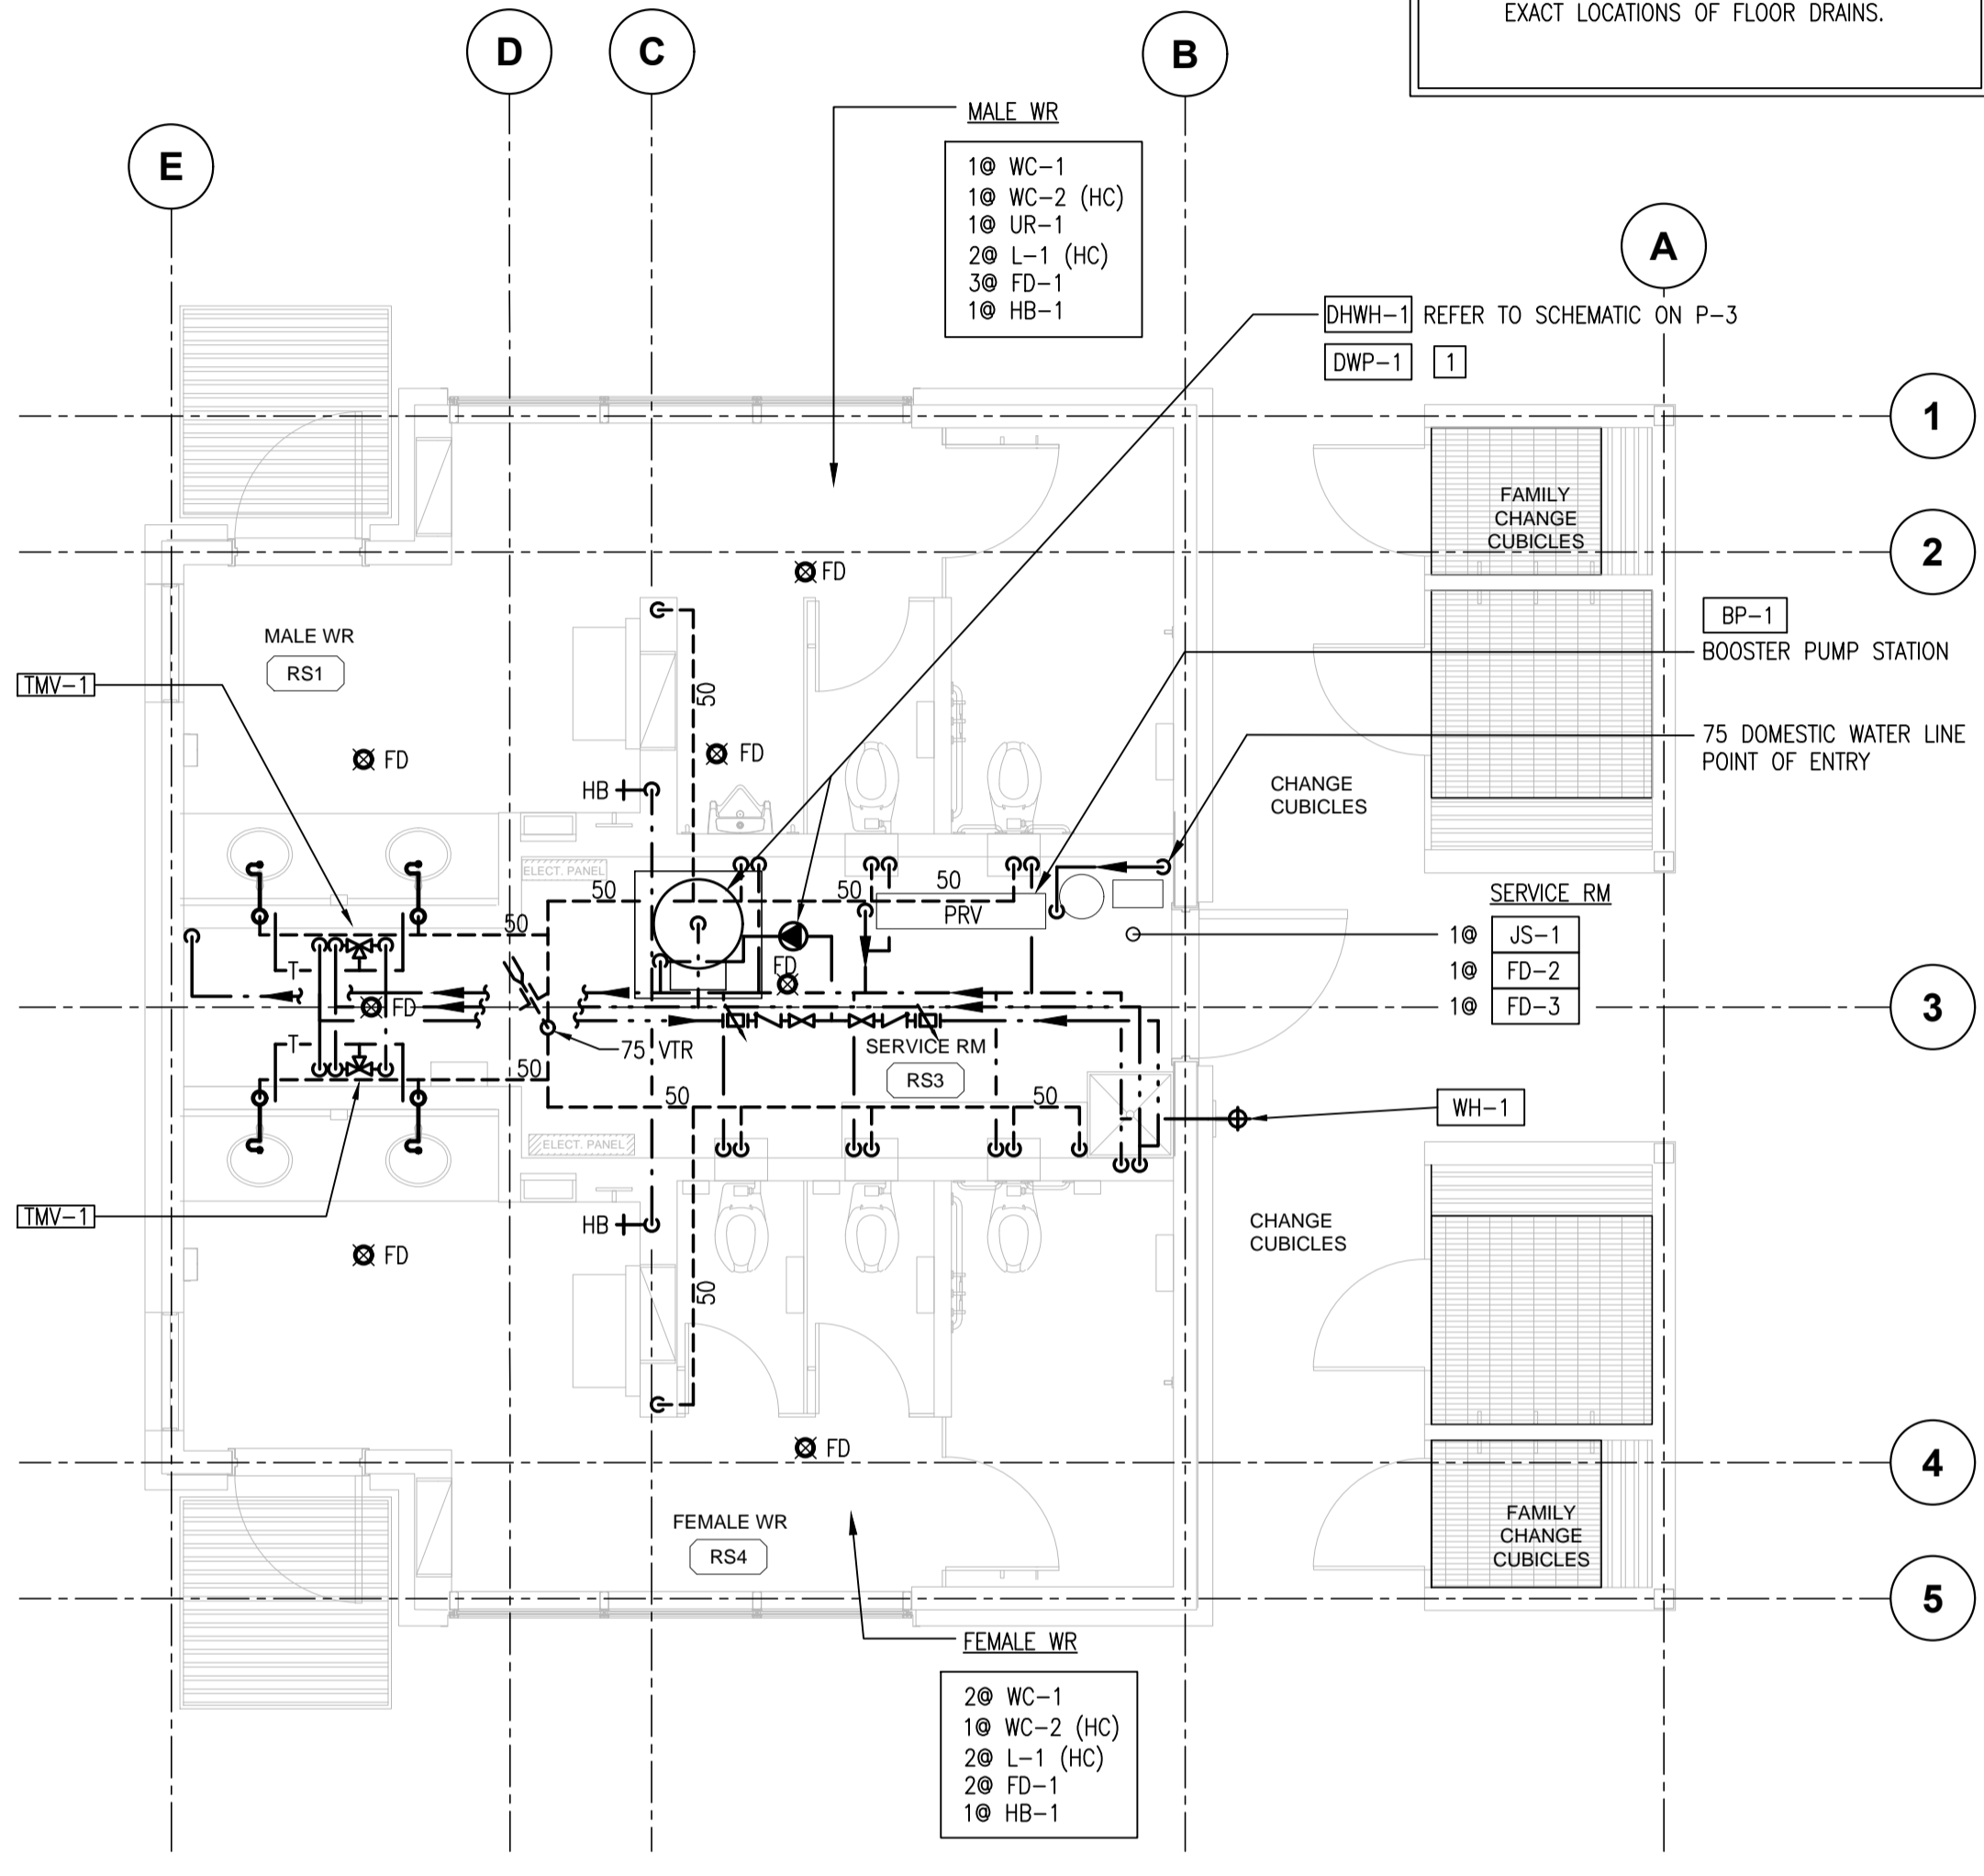 EXACT LOCATIONS OF FLOOR DRAINS.
D
C
B
E
A
MALE WR
1@ WC-1
1@ WC-2 (HC)
1@ UR-1
2@ L-1 (HC)
3@ FD-1
1@ HB-1
DHWH-1 REFER TO SCHEMATIC ON P-3
DWP-1 1
1
FAMILY
CHANGE
CUBICLES
2
FD
BP-1
BOOSTER PUMP STATION
MALE WR
RS1
TMV-1
50
FD
FD
75 DOMESTIC WATER LINE
POINT OF ENTRY
HB
CHANGE
CUBICLES
ELECT. PANEL
50
50
50
PRV
SERVICE RM
1@ JS-1
1@ FD-2
1@ FD-3
50
T
FD
FD
3
T
75 VTR
SERVICE RM
RS3
50
50
50
WH-1
ELECT. PANEL
TMV-1
HB
CHANGE
CUBICLES
FD
50
FD
4
FEMALE WR
RS4
FAMILY
CHANGE
CUBICLES
5
FEMALE WR
2@ WC-1
1@ WC-2 (HC)
2@ L-1 (HC)
2@ FD-1
1@ HB-1